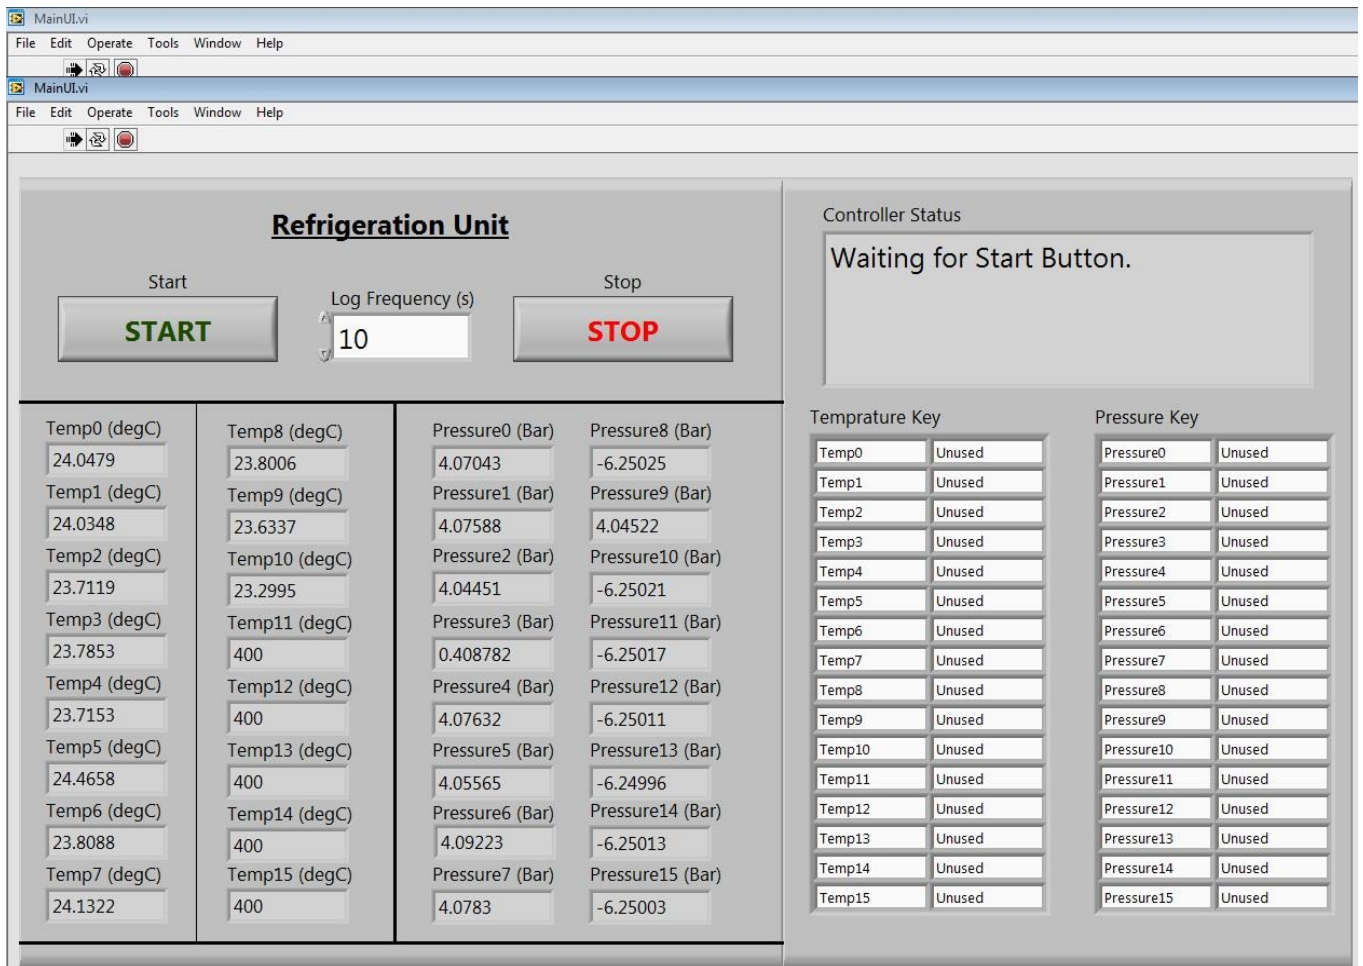 MainUI.vi
File Edit Operate Tools Window Help
MainUI.vi
File Edit Operate Tools Window Help
Refrigeration Unit
Start
START
Log Frequency (s)
10
Stop
STOP
Controller Status
Waiting for Start Button.
Temp0 (degC) Temp8 (degC) Pressure0 (Bar) Pressure8 (Bar)
24.0479 23.8006 4.07043 -6.25025
Temp1 (degC) Temp9 (degC) Pressure1 (Bar) Pressure9 (Bar)
24.0348 23.6337 4.07588 4.04522
Temp2 (degC) Temp10 (degC) Pressure2 (Bar) Pressure10 (Bar)
23.7119 23.2995 4.04451 -6.25021
Temp3 (degC) Temp11 (degC) Pressure3 (Bar) Pressure11 (Bar)
23.7853 400 0.408782 -6.25017
Temp4 (degC) Temp12 (degC) Pressure4 (Bar) Pressure12 (Bar)
23.7153 400 4.07632 -6.25011
Temp5 (degC) Temp13 (degC) Pressure5 (Bar) Pressure13 (Bar)
24.4658 400 4.05565 -6.24996
Temp6 (degC) Temp14 (degC) Pressure6 (Bar) Pressure14 (Bar)
23.8088 400 4.09223 -6.25013
Temp7 (degC) Temp15 (degC) Pressure7 (Bar) Pressure15 (Bar)
24.1322 400 4.0783 -6.25003
Temprature Key Pressure Key
Temp0 Unused Pressure0 Unused
Temp1 Unused Pressure1 Unused
Temp2 Unused Pressure2 Unused
Temp3 Unused Pressure3 Unused
Temp4 Unused Pressure4 Unused
Temp5 Unused Pressure5 Unused
Temp6 Unused Pressure6 Unused
Temp7 Unused Pressure7 Unused
Temp8 Unused Pressure8 Unused
Temp9 Unused Pressure9 Unused
Temp10 Unused Pressure10 Unused
Temp11 Unused Pressure11 Unused
Temp12 Unused Pressure12 Unused
Temp13 Unused Pressure13 Unused
Temp14 Unused Pressure14 Unused
Temp15 Unused Pressure15 Unused